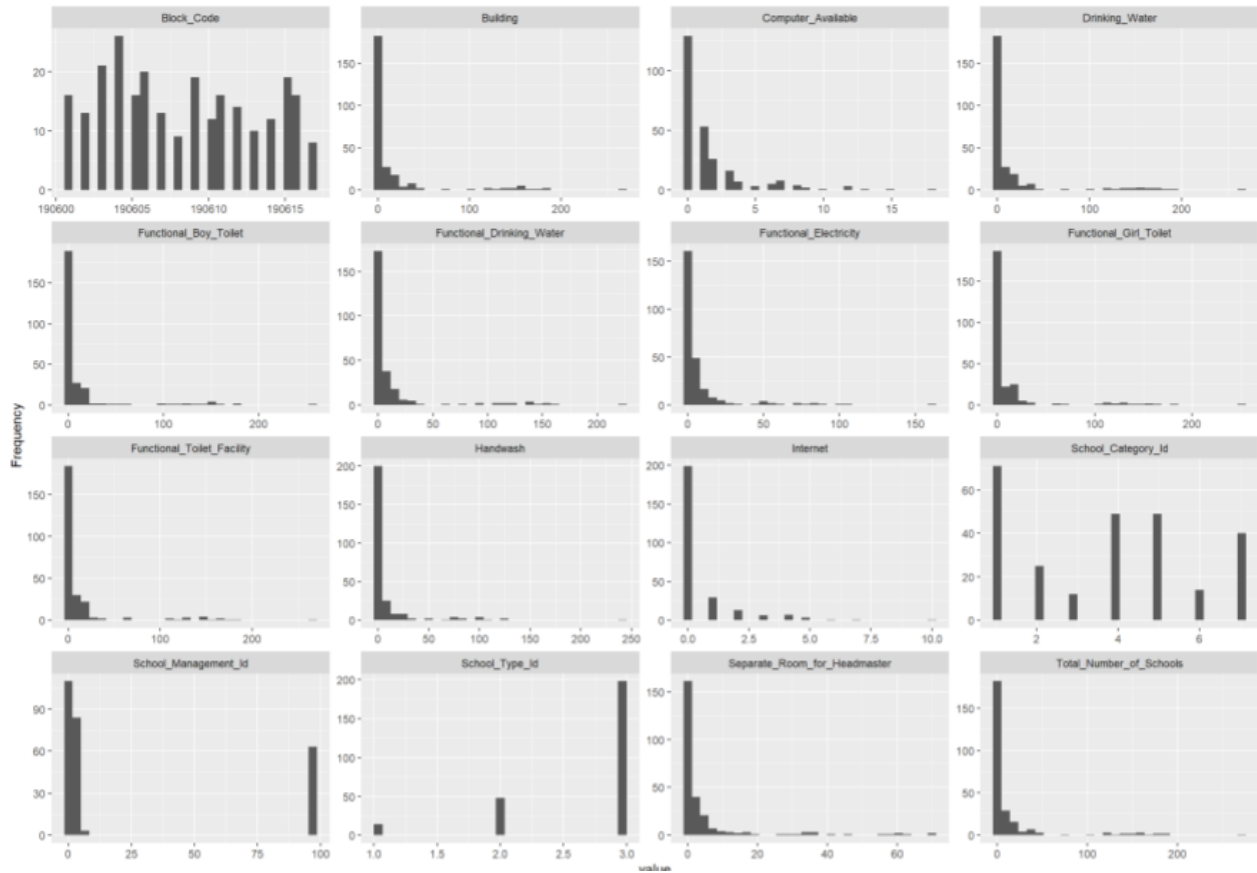 Block_Code Building Computer_Available Drinking_Water
20 10 0
190600 190605 190610 190615
150 100 50 0
0 100 200
100 50 0
0 5 10 15
150 100 50 0
0 100 200
Functional_Boy_Toilet Functional_Drinking_Water Functional_Electricity Functional_Girl_Toilet
150 100 50 0
0 100 200
150 100 50 0
0 50 100 150 200
150 100 50 0
0 50 100 150
150 100 50 0
0 100 200
Frequency
Functional_Toilet_Facility Handwash Internet School_Category_Id
150 100 50 0
0 100 200
200 150 100 50 0
0 50 100 150 200 250
200 150 100 50 0
0.0 2.5 5.0 7.5 10.0
60 40 20 0
2 4 6
School_Management_Id School_Type_Id Separate_Room_for_Headmaster Total_Number_of_Schools
90 60 30 0
0 25 50 75 100
200 150 100 50 0
1.0 1.5 2.0 2.5 3.0
150 100 50 0
0 20 40 60
150 100 50 0
0 100 200
value